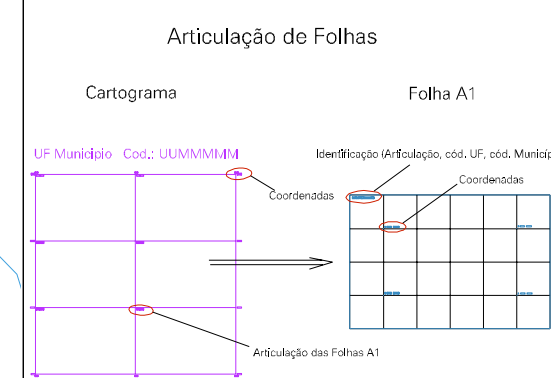 Articulação de Folhas
Cartograma
Folha A1
UF Municipio Cod.: UUMMMMM
Identificação (Articulação, cód. UF, cód. Municíp
Coordenadas
Coordenadas
Articulação das Folhas A1